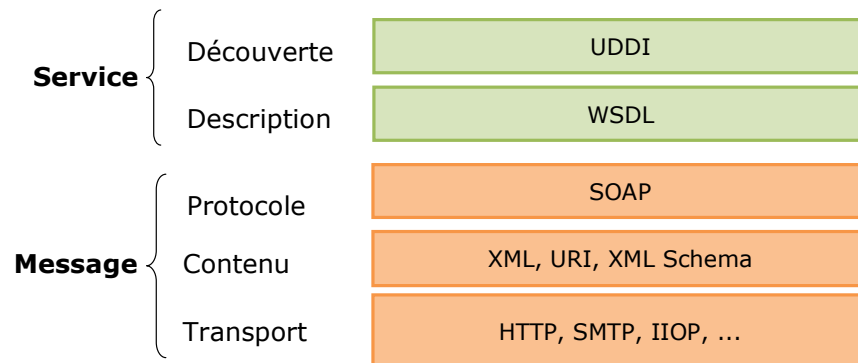 Découverte UDDI
Service
Description WSDL
Protocole SOAP
Message Contenu XML, URI, XML Schema
Transport HTTP, SMTP, IIOP, ...